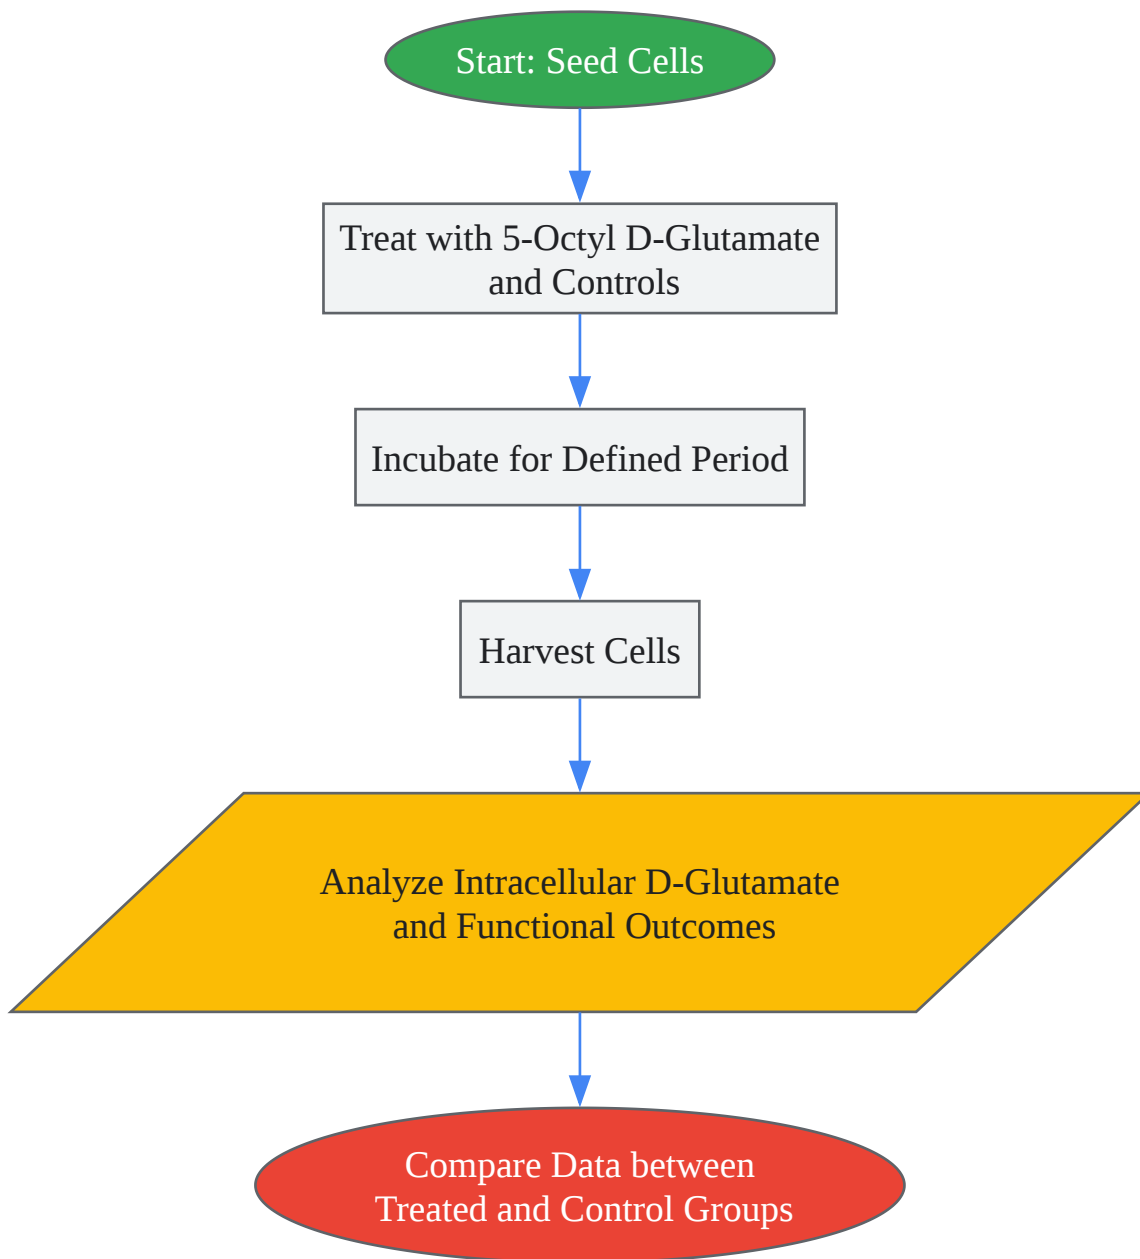 Start: Seed Cells
Treat with 5-Octyl D-Glutamate
and Controls
Incubate for Defined Period
Harvest Cells
Analyze Intracellular D-Glutamate
and Functional Outcomes
Compare Data between
Treated and Control Groups